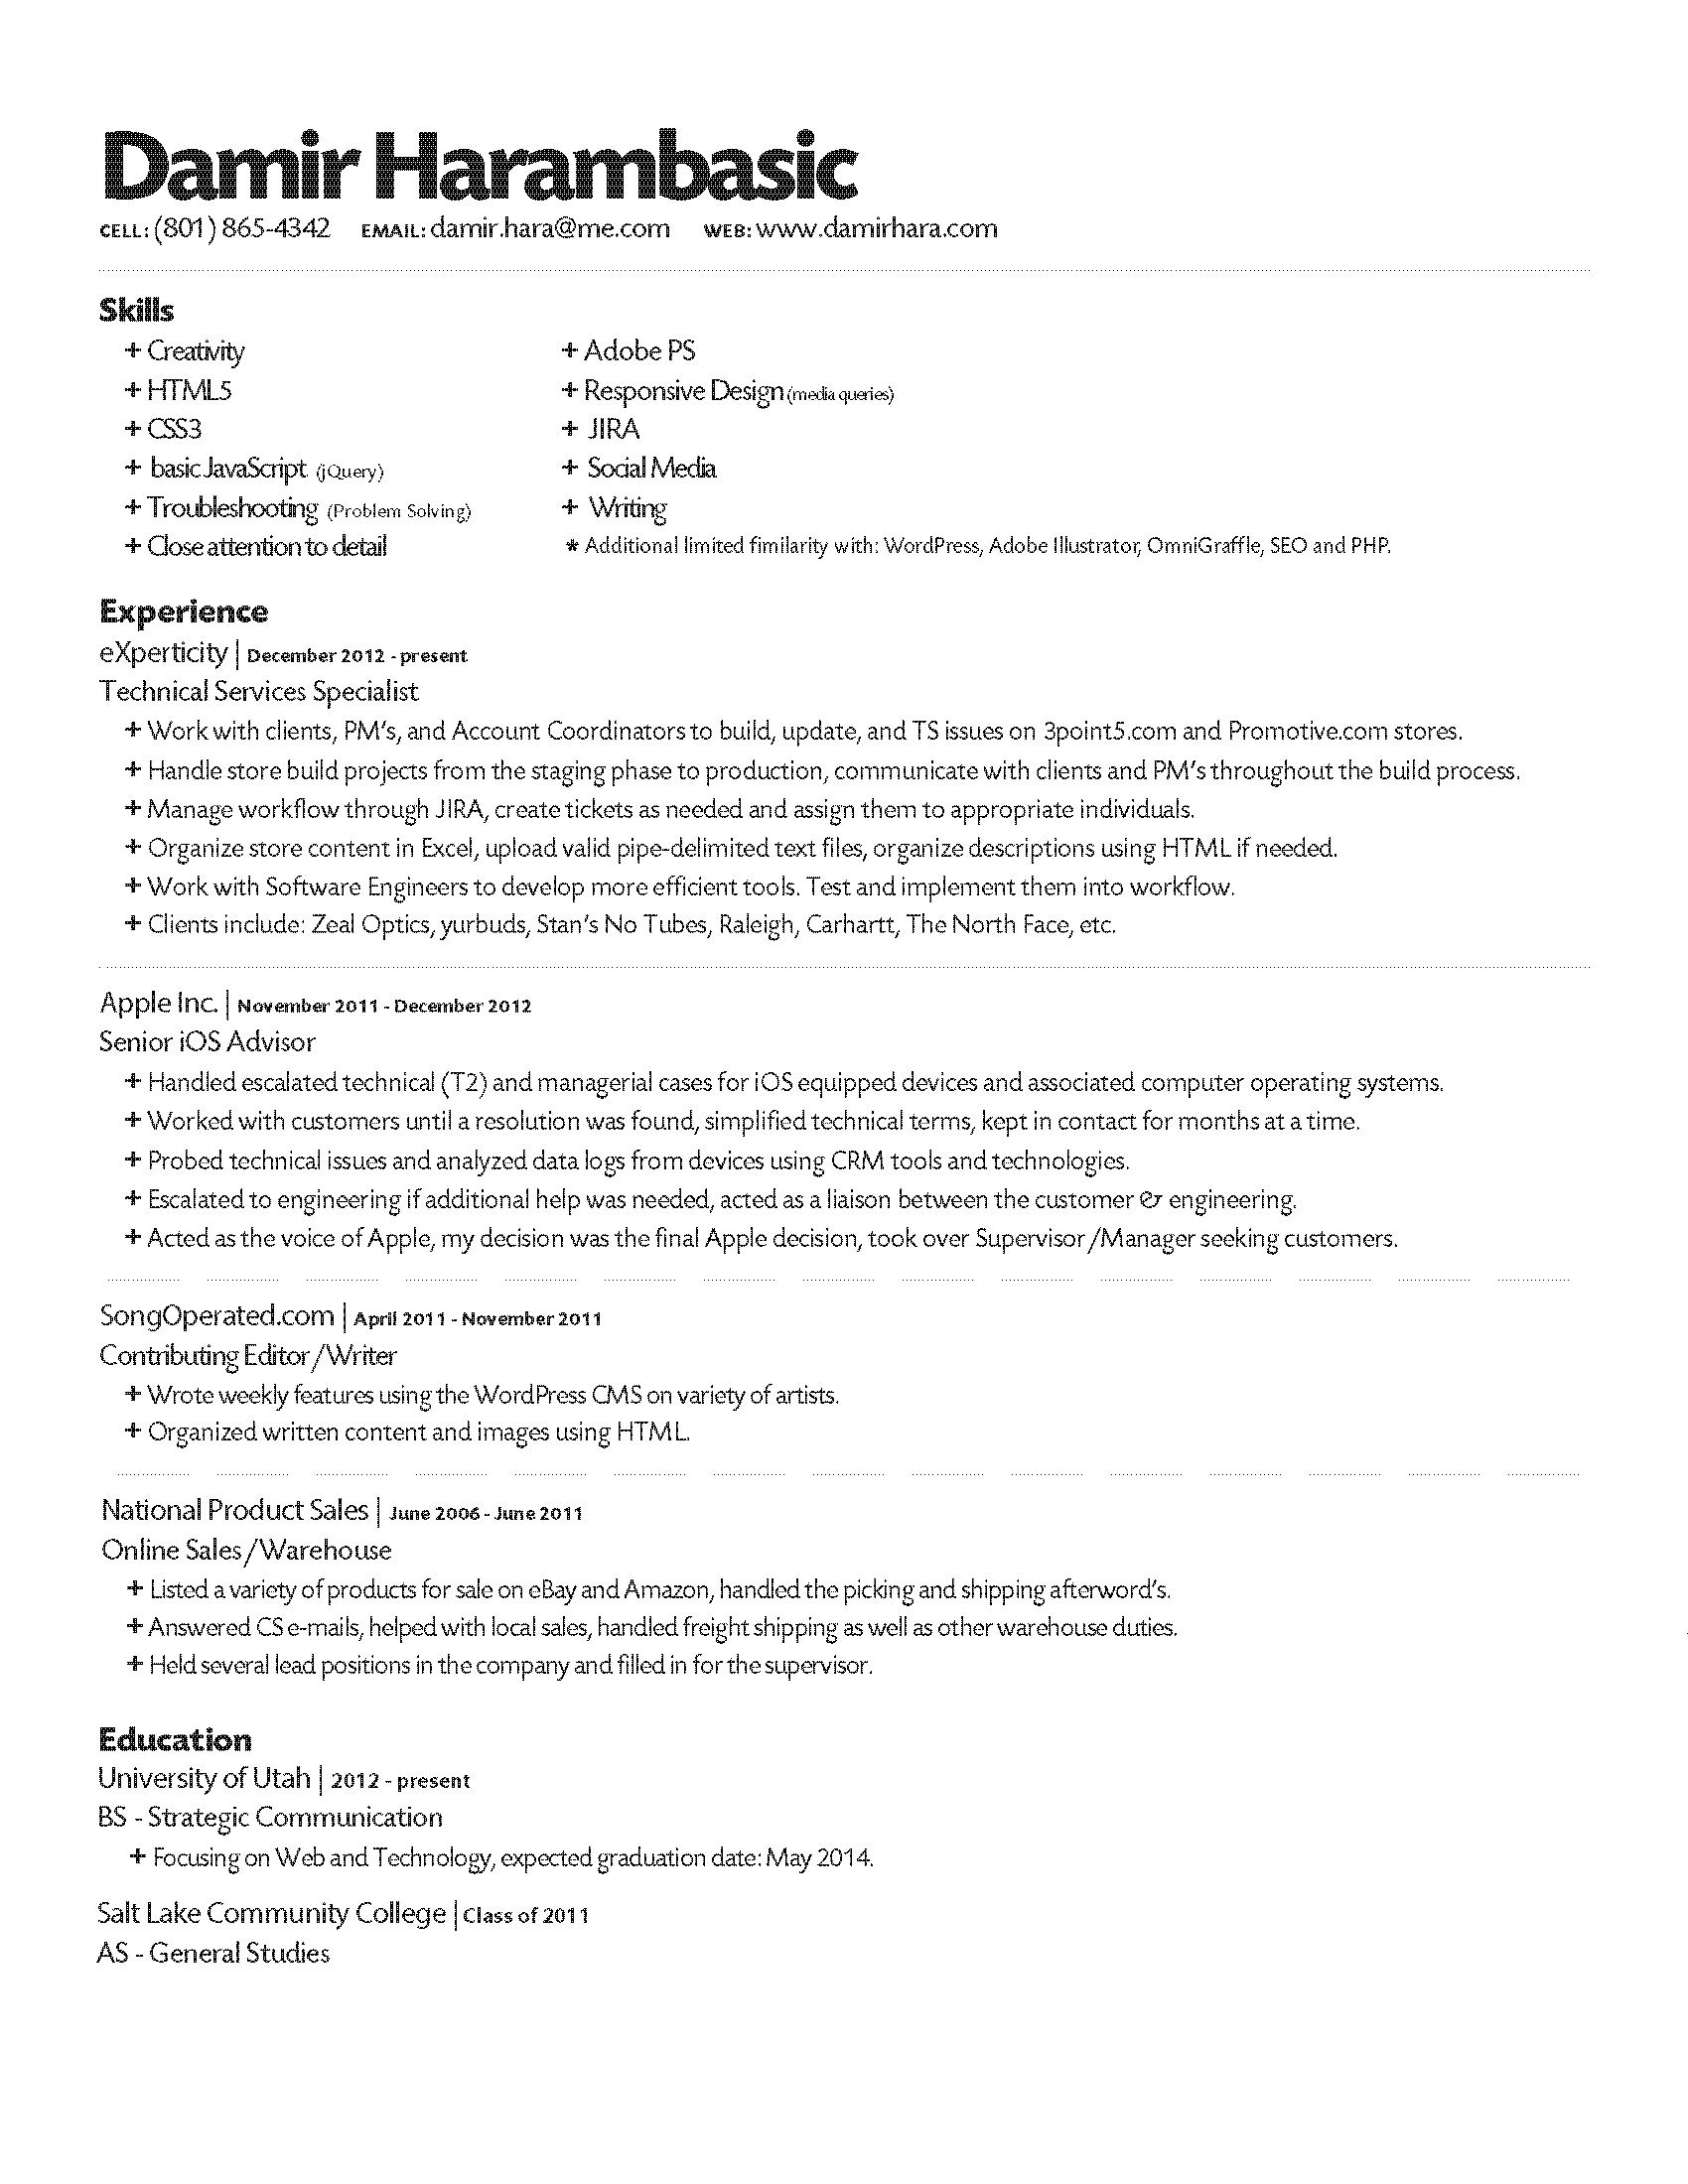 Damir Harambasic
CELL: (801) 865-4342 EMAIL: damir.hara@me.com WEB: www.damirhara.com
Skills
+ Creativity
+ HTML5
+ CSS3
+ basic JavaScript (jQuery)
+ Troubleshooting (Problem Solving)
+ Close attention to detail
+ Adobe PS
+ Responsive Design (media queries)
+ JIRA
+ Social Media
+ Writing
* Additional limited fimilarity with: WordPress, Adobe Illustrator, OmniGraffle, SEO and PHP.
Experience
eXperticity | December 2012 - present
Technical Services Specialist
+ Work with clients, PM's, and Account Coordinators to build, update, and TS issues on 3point5.com and Promotive.com stores.
+ Handle store build projects from the staging phase to production, communicate with clients and PM's throughout the build process.
+ Manage workflow through JIRA, create tickets as needed and assign them to appropriate individuals.
+ Organize store content in Excel, upload valid pipe-delimited text files, organize descriptions using HTML if needed.
+ Work with Software Engineers to develop more efficient tools. Test and implement them into workflow.
+ Clients include: Zeal Optics, yurbuds, Stan's No Tubes, Raleigh, Carhartt, The North Face, etc.
Apple Inc. | November 2011 - December 2012
Senior iOS Advisor
+ Handled escalated technical (T2) and managerial cases for iOS equipped devices and associated computer operating systems.
+ Worked with customers until a resolution was found, simplified technical terms, kept in contact for months at a time.
+ Probed technical issues and analyzed data logs from devices using CRM tools and technologies.
+ Escalated to engineering if additional help was needed, acted as a liaison between the customer & engineering.
+ Acted as the voice of Apple, my decision was the final Apple decision, took over Supervisor/Manager seeking customers.
SongOperated.com | April 2011 - November 2011
Contributing Editor/Writer
+ Wrote weekly features using the WordPress CMS on variety of artists.
+ Organized written content and images using HTML.
National Product Sales | June 2006 - June 2011
Online Sales/Warehouse
+ Listed a variety of products for sale on eBay and Amazon, handled the picking and shipping afterword's.
+ Answered CS e-mails, helped with local sales, handled freight shipping as well as other warehouse duties.
+ Held several lead positions in the company and filled in for the supervisor.
Education
University of Utah | 2012 - present
BS - Strategic Communication
+ Focusing on Web and Technology, expected graduation date: May 2014.
Salt Lake Community College | Class of 2011
AS - General Studies